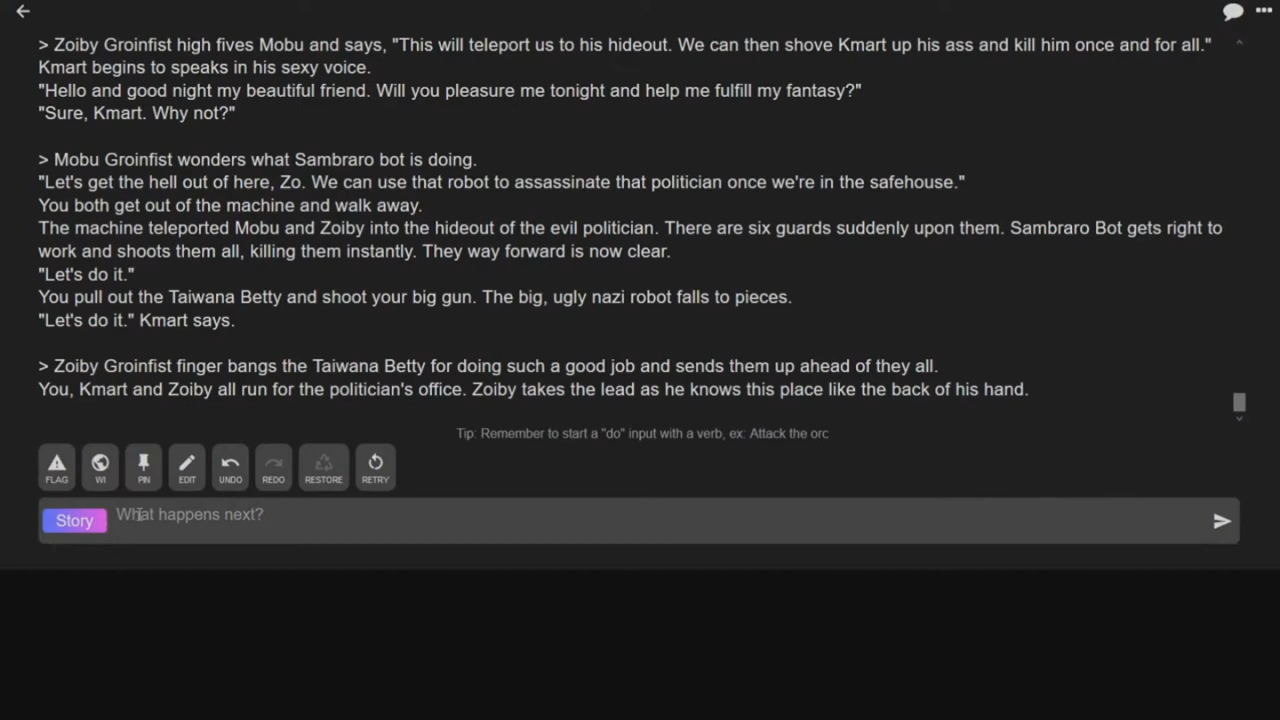 > Zoiby Groinfist high fives Mobu and says, "This will teleport us to his hideout. We can then shove Kmart up his ass and kill him once and for all."
Kmart begins to speaks in his sexy voice.
"Hello and good night my beautiful friend. Will you pleasure me tonight and help me fulfill my fantasy?"
"Sure, Kmart. Why not?"
> Mobu Groinfist wonders what Sambraro bot is doing.
"Let's get the hell out of here, Zo. We can use that robot to assassinate that politician once we're in the safehouse."
You both get out of the machine and walk away.
The machine teleported Mobu and Zoiby into the hideout of the evil politician. There are six guards suddenly upon them. Sambraro Bot gets right to
work and shoots them all, killing them instantly. They way forward is now clear.
"Let's do it."
You pull out the Taiwana Betty and shoot your big gun. The big, ugly nazi robot falls to pieces.
"Let's do it." Kmart says.
> Zoiby Groinfist finger bangs the Taiwana Betty for doing such a good job and sends them up ahead of they all.
You, Kmart and Zoiby all run for the politician's office. Zoiby takes the lead as he knows this place like the back of his hand.
Tip: Remember to start a "do" input with a verb, ex: Attack the orc
FLAG WI PIN EDIT UNDO REDO RESTORE RETRY
Story What happens next?